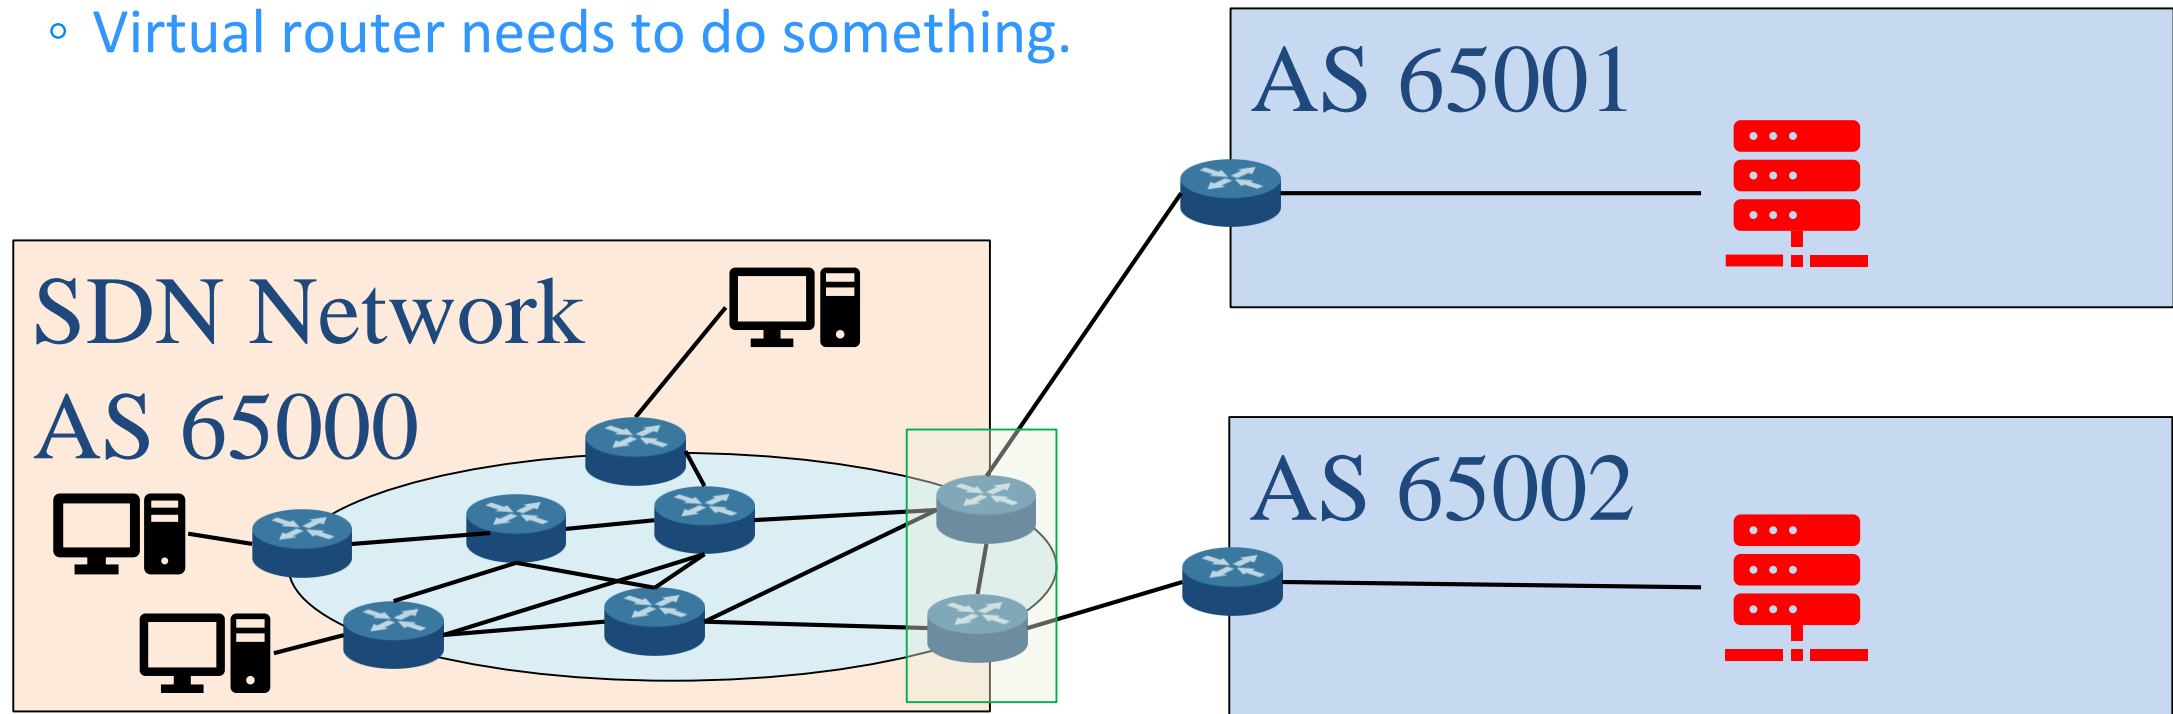 ◦ Virtual router needs to do something.
AS 65001
SDN Network
AS 65000
AS 65002